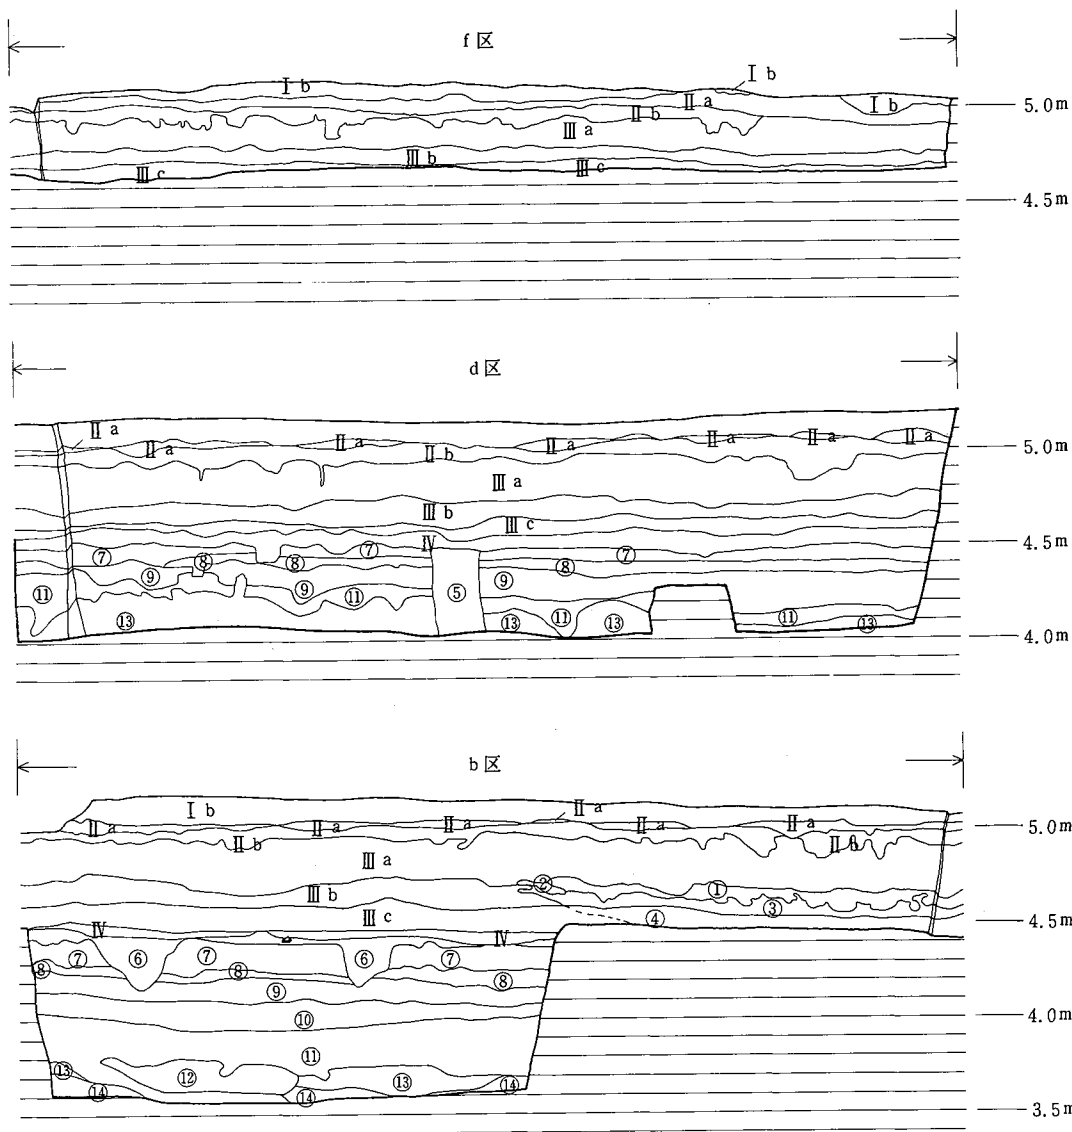 f区
Ⅰb
Ⅰb
Ⅱa
Ⅰb
5.0m
Ⅱb
Ⅲa
Ⅲb
Ⅲc
Ⅲc
4.5m
d区
Ⅱa
Ⅱa
Ⅱa
Ⅱa
Ⅱa
Ⅱa
Ⅱa
5.0m
Ⅱb
Ⅲa
Ⅲb
Ⅲc
4.5m
Ⅳ
⑦
⑧
⑧
⑦
⑧
⑦
⑨
⑨
⑨
⑪
⑪
⑤
⑬
⑬
⑪
⑬
⑪
⑬
4.0m
b区
Ⅰb
Ⅱa
Ⅱa
Ⅱa
Ⅱa
Ⅱa
Ⅱa
5.0m
Ⅱb
Ⅱb
Ⅲa
②
①
Ⅲb
③
Ⅲc
④
4.5m
Ⅳ
Ⅳ
⑦
⑥
⑦
⑥
⑦
⑧
⑧
⑧
⑨
⑩
4.0m
⑪
⑬
⑫
⑬
⑭
⑭
⑭
3.5m